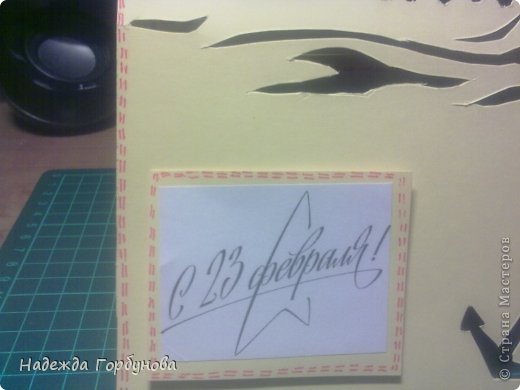 С 23 февраля!
Надежда Горбунова
© Страна Мастеров